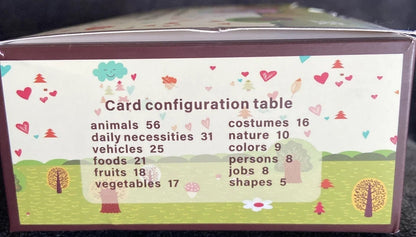 Card configuration table
animals 56
daily necessities 31
vehicles 25
foods 21
fruits 18
vegetables 17
costumes 16
nature 10
colors 9
persons 8
jobs 8
shapes 5